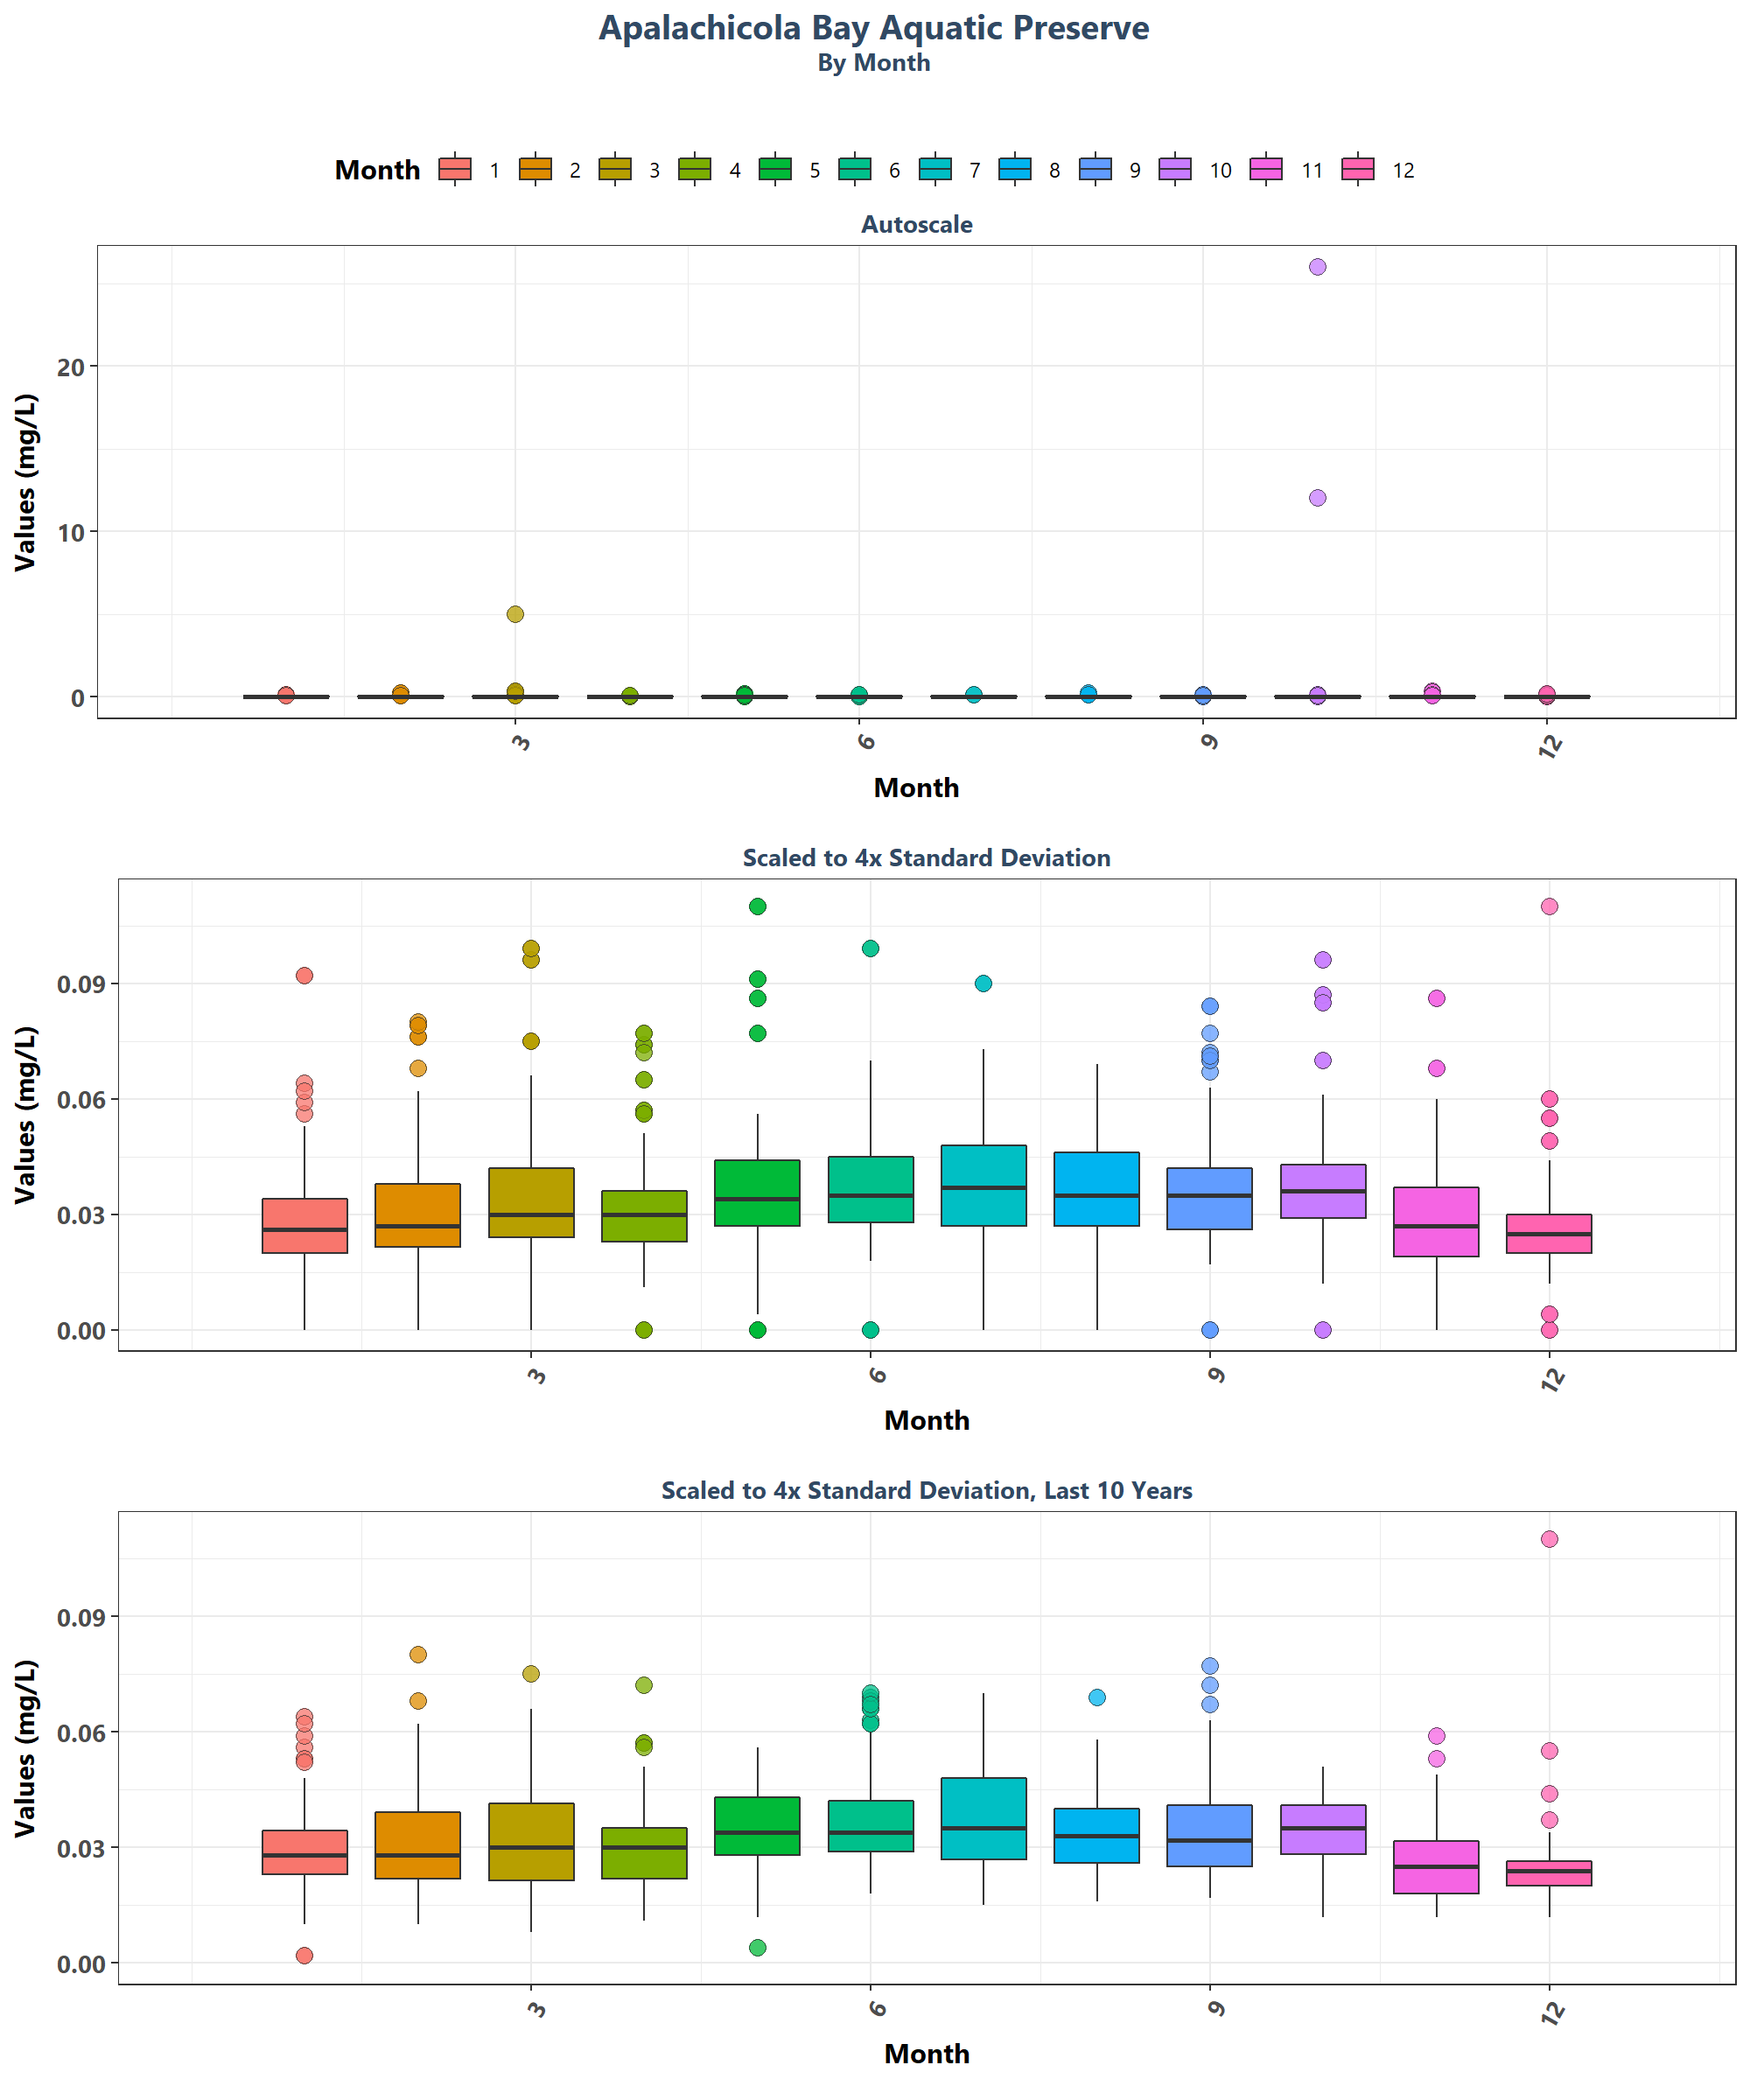 Apalachicola Bay Aquatic Preserve
By Month
Month 1 2 3 4 5 6 7 8 9 10 11 12
Autoscale
Values (mg/L)
20
10
0
3 6 9 12
Month
Scaled to 4x Standard Deviation
Values (mg/L)
0.09
0.06
0.03
0.00
3 6 9 12
Month
Scaled to 4x Standard Deviation, Last 10 Years
Values (mg/L)
0.09
0.06
0.03
0.00
3 6 9 12
Month